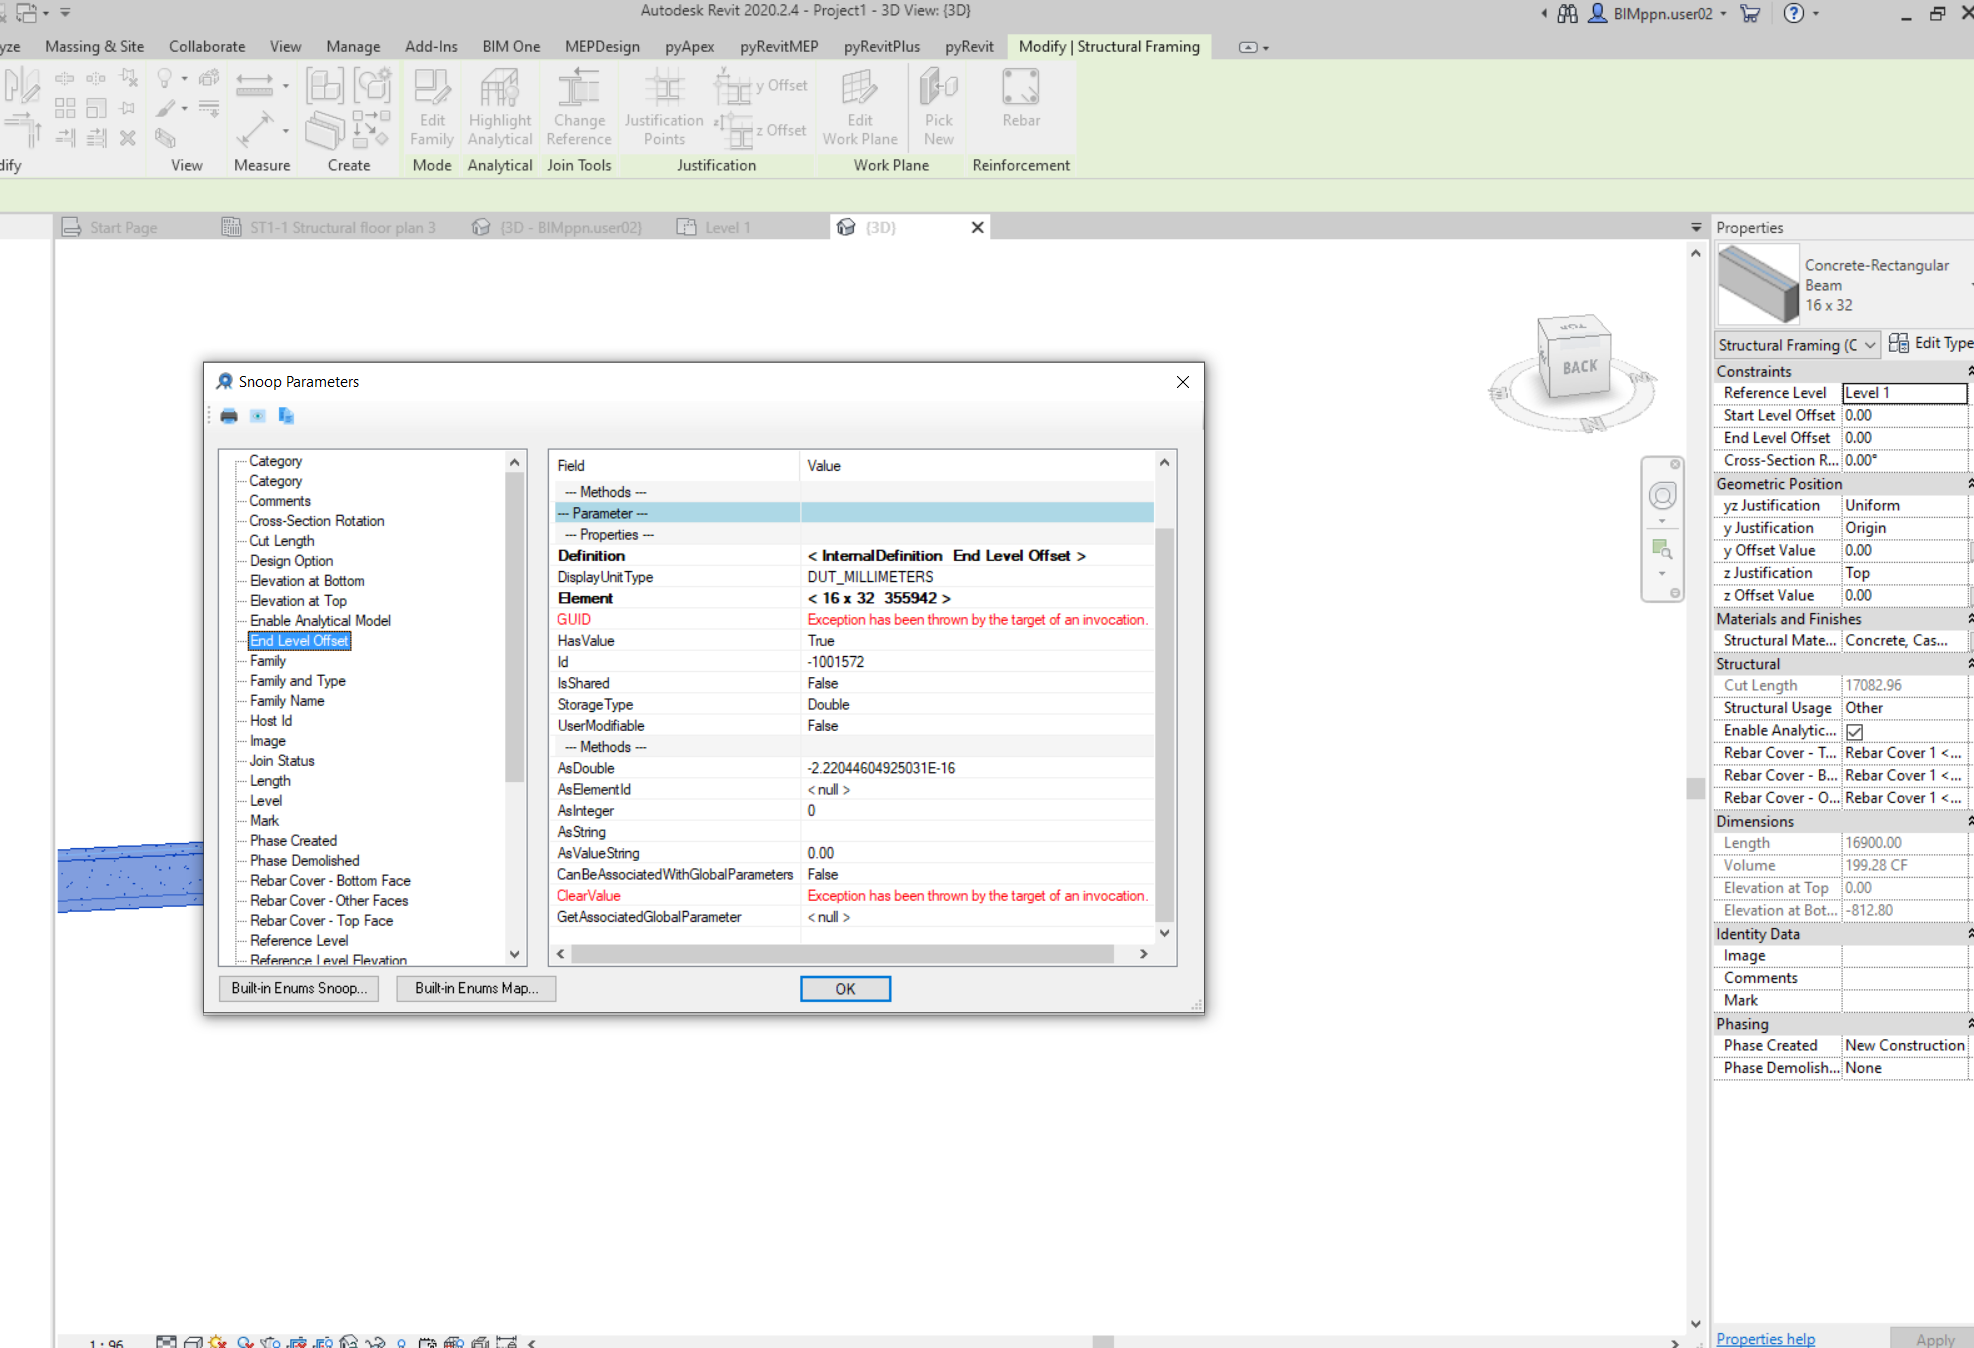 Autodesk Revit 2020.2.4 - Project1 - 3D View: {3D}
BIMppn.user02
yze Massing & Site Collaborate View Manage Add-Ins BIM One MEPDesign pyApex pyRevitMEP pyRevitPlus pyRevit Modify | Structural Framing
Edit Family
Highlight Analytical
Change Reference
Justification Points
y Offset
z Offset
Edit Work Plane
Pick New
Rebar
dify View Measure Create Mode Analytical Join Tools Justification Work Plane Reinforcement
Start Page
ST1-1 Structural floor plan 3
{3D - BIMppn.user02}
Level 1
{3D}
TOP
BACK
N
Snoop Parameters
Category
Category
Comments
Cross-Section Rotation
Cut Length
Design Option
Elevation at Bottom
Elevation at Top
Enable Analytical Model
End Level Offset
Family
Family and Type
Family Name
Host Id
Image
Join Status
Length
Level
Mark
Phase Created
Phase Demolished
Rebar Cover - Bottom Face
Rebar Cover - Other Faces
Rebar Cover - Top Face
Reference Level
Reference Level Elevation
Field Value
--- Methods ---
--- Parameter ---
--- Properties ---
Definition < InternalDefinition End Level Offset >
DisplayUnitType DUT_MILLIMETERS
Element < 16 x 32 355942 >
GUID Exception has been thrown by the target of an invocation.
HasValue True
Id -1001572
IsShared False
StorageType Double
UserModifiable False
--- Methods ---
AsDouble -2.22044604925031E-16
AsElementId < null >
AsInteger 0
AsString
AsValueString 0.00
CanBeAssociatedWithGlobalParameters False
ClearValue Exception has been thrown by the target of an invocation.
GetAssociatedGlobalParameter < null >
Built-in Enums Snoop...
Built-in Enums Map...
OK
Properties
Concrete-Rectangular
Beam
16 x 32
Structural Framing (C
Edit Type
Constraints
Reference Level Level 1
Start Level Offset 0.00
End Level Offset 0.00
Cross-Section R... 0.00°
Geometric Position
yz Justification Uniform
y Justification Origin
y Offset Value 0.00
z Justification Top
z Offset Value 0.00
Materials and Finishes
Structural Mate... Concrete, Cas...
Structural
Cut Length 17082.96
Structural Usage Other
Enable Analytic...
Rebar Cover - T... Rebar Cover 1 <...
Rebar Cover - B... Rebar Cover 1 <...
Rebar Cover - O... Rebar Cover 1 <...
Dimensions
Length 16900.00
Volume 199.28 CF
Elevation at Top 0.00
Elevation at Bot... -812.80
Identity Data
Image
Comments
Mark
Phasing
Phase Created New Construction
Phase Demolish... None
Properties help
Apply
1 : 96